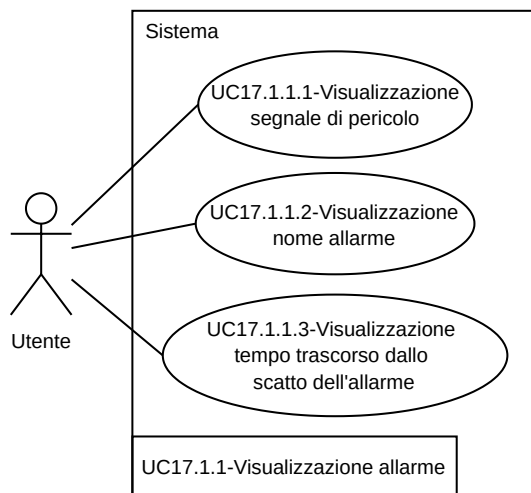 Sistema
UC17.1.1.1-Visualizzazione
segnale di pericolo
UC17.1.1.2-Visualizzazione
nome allarme
Utente
UC17.1.1.3-Visualizzazione
tempo trascorso dallo
scatto dell'allarme
UC17.1.1-Visualizzazione allarme